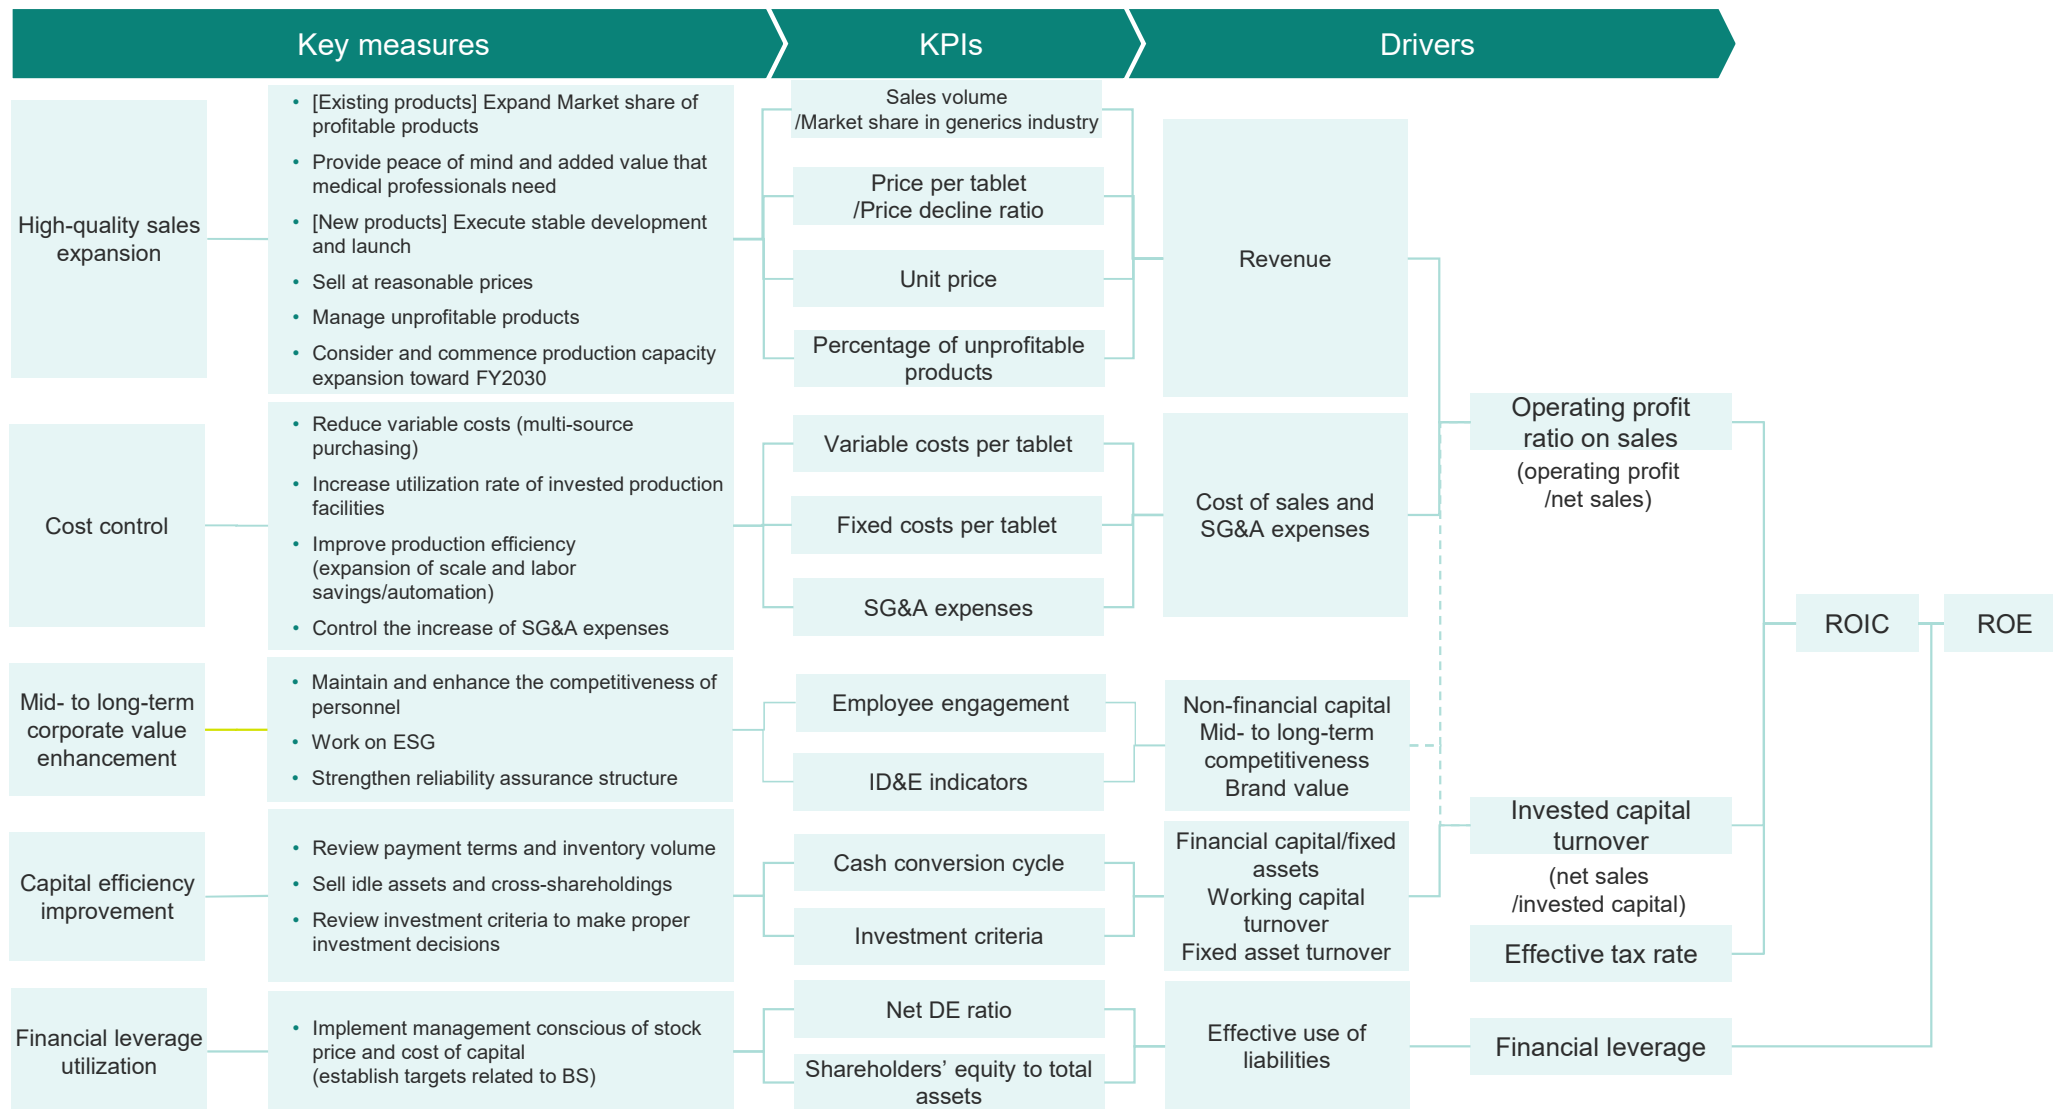 Key measures
KPIs
Drivers
High-quality sales
expansion
• [Existing products] Expand Market share of
profitable products
• Provide peace of mind and added value that
medical professionals need
• [New products] Execute stable development
and launch
• Sell at reasonable prices
• Manage unprofitable products
• Consider and commence production capacity
expansion toward FY2030
Sales volume
/Market share in generics industry
Price per tablet
/Price decline ratio
Unit price
Percentage of unprofitable
products
Revenue
Cost control
• Reduce variable costs (multi-source
purchasing)
• Increase utilization rate of invested production
facilities
• Improve production efficiency
(expansion of scale and labor
savings/automation)
• Control the increase of SG&A expenses
Variable costs per tablet
Fixed costs per tablet
SG&A expenses
Cost of sales and
SG&A expenses
Operating profit
ratio on sales
(operating profit
/net sales)
Mid- to long-term
corporate value
enhancement
• Maintain and enhance the competitiveness of
personnel
• Work on ESG
• Strengthen reliability assurance structure
Employee engagement
ID&E indicators
Non-financial capital
Mid- to long-term
competitiveness
Brand value
Capital efficiency
improvement
• Review payment terms and inventory volume
• Sell idle assets and cross-shareholdings
• Review investment criteria to make proper
investment decisions
Cash conversion cycle
Investment criteria
Financial capital/fixed
assets
Working capital
turnover
Fixed asset turnover
Invested capital
turnover
(net sales
/invested capital)
Effective tax rate
Financial leverage
utilization
• Implement management conscious of stock
price and cost of capital
(establish targets related to BS)
Net DE ratio
Shareholders’ equity to total
assets
Effective use of
liabilities
Financial leverage
ROIC
ROE